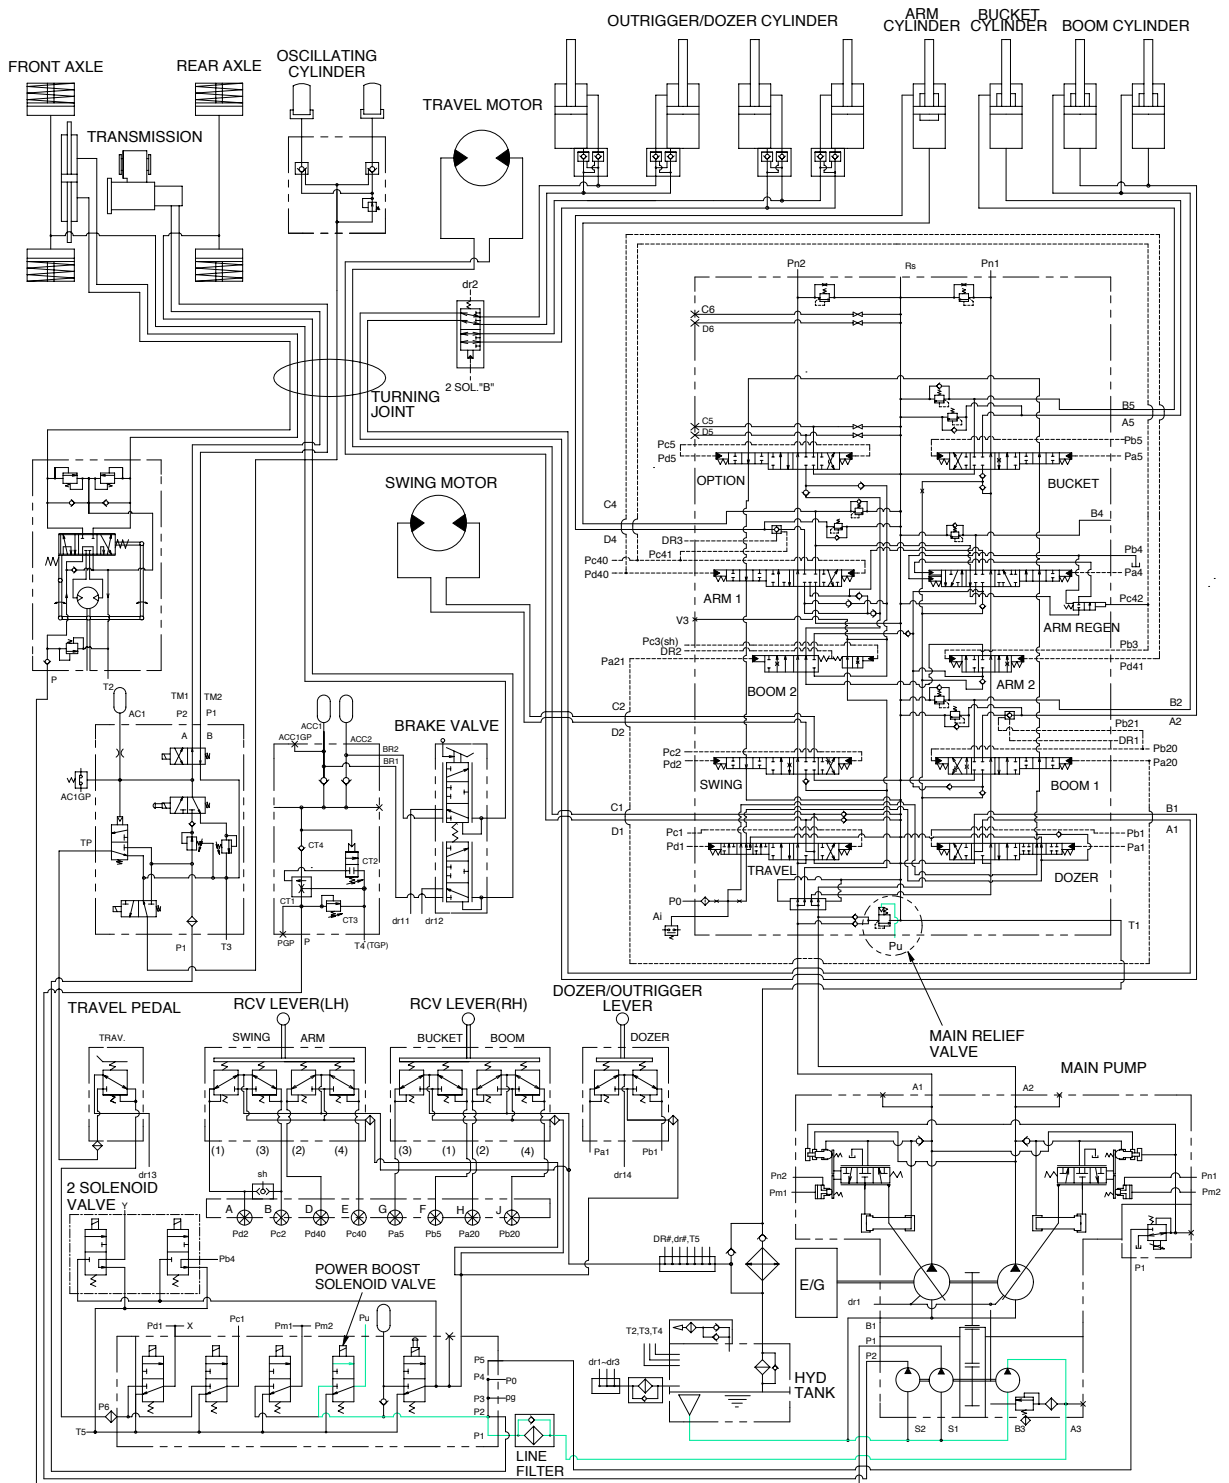 OUTRIGGER/DOZER CYLINDER
ARM
CYLINDER
BUCKET
CYLINDER
BOOM CYLINDER
FRONT AXLE
REAR AXLE
OSCILLATING
CYLINDER
TRAVEL MOTOR
TRANSMISSION
dr2
2 SOL."B"
TURNING
JOINT
Pn2
Rs
Pn1
C6
D6
C5
D5
B5
A5
Pc5
Pd5
Pb5
Pa5
OPTION
BUCKET
SWING MOTOR
C4
D4
B4
DR3
Pc41
Pc40
Pd40
Pb4
Pa4
Pc42
ARM 1
ARM REGEN
V3
Pc3(sh)
DR2
Pa21
Pb3
Pd41
BOOM 2
ARM 2
C2
D2
B2
A2
Pb21
DR1
Pc2
Pd2
Pb20
Pa20
SWING
BOOM 1
C1
D1
B1
A1
Pc1
Pd1
Pb1
Pa1
TRAVEL
DOZER
P0
Ai
Pu
T1
MAIN RELIEF
VALVE
P
T2
AC1
TM1
TM2
P2
P1
A
B
AC1GP
TP
P1
T3
ACC1
ACC1GP
ACC2
BR2
BR1
CT4
CT2
CT1
CT3
PGP
P
T4 (TGP)
BRAKE VALVE
dr11
dr12
TRAVEL PEDAL
TRAV.
dr13
RCV LEVER(LH)
SWING
ARM
(1)
(3)
(2)
(4)
RCV LEVER(RH)
BUCKET
BOOM
(3)
(1)
(2)
(4)
DOZER/OUTRIGGER
LEVER
DOZER
Pa1
Pb1
dr14
sh
A
B
D
E
G
F
H
J
Pd2
Pc2
Pd40
Pc40
Pa5
Pb5
Pa20
Pb20
2 SOLENOID
VALVE
Y
Pb4
POWER BOOST
SOLENOID VALVE
Pd1
X
Pc1
Pm1
Pm2
Pu
P6
T5
P5
P4
P0
P3
pg
P2
P1
LINE
FILTER
DR#,dr#,T5
T2,T3,T4
dr1~dr3
HYD
TANK
MAIN PUMP
A1
A2
Pn2
Pm1
Pn1
Pm2
P1
E/G
dr1
B1
P1
P2
S2
S1
B3
A3